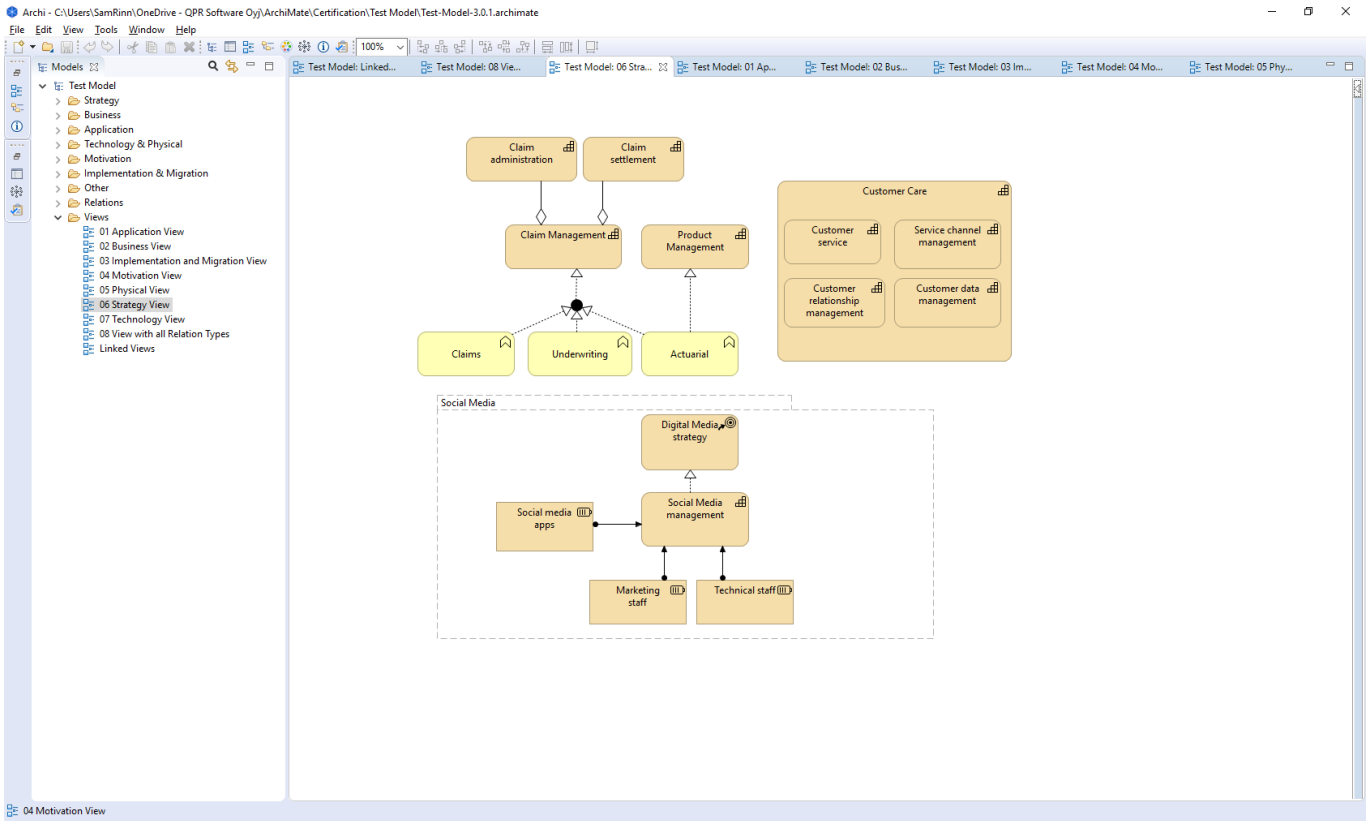 Archi - C:\Users\SamRinn\OneDrive - QPR Software Oyj\ArchiMate\Certification\Test Model\Test-Model-3.0.1.archimate
File Edit View Tools Window Help
100%
Models
Test Model: Linked...
Test Model: 08 Vie...
Test Model: 06 Stra...
Test Model: 01 Ap...
Test Model: 02 Bus...
Test Model: 03 Im...
Test Model: 04 Mo...
Test Model: 05 Phy...
Test Model
Strategy
Business
Application
Technology & Physical
Motivation
Implementation & Migration
Other
Relations
Views
01 Application View
02 Business View
03 Implementation and Migration View
04 Motivation View
05 Physical View
06 Strategy View
07 Technology View
08 View with all Relation Types
Linked Views
Claim
administration
Claim
settlement
Claim Management
Product
Management
Claims
Underwriting
Actuarial
Customer Care
Customer
service
Service channel
management
Customer
relationship
management
Customer data
management
Social Media
Digital Media
strategy
Social Media
management
Social media
apps
Marketing
staff
Technical staff
04 Motivation View